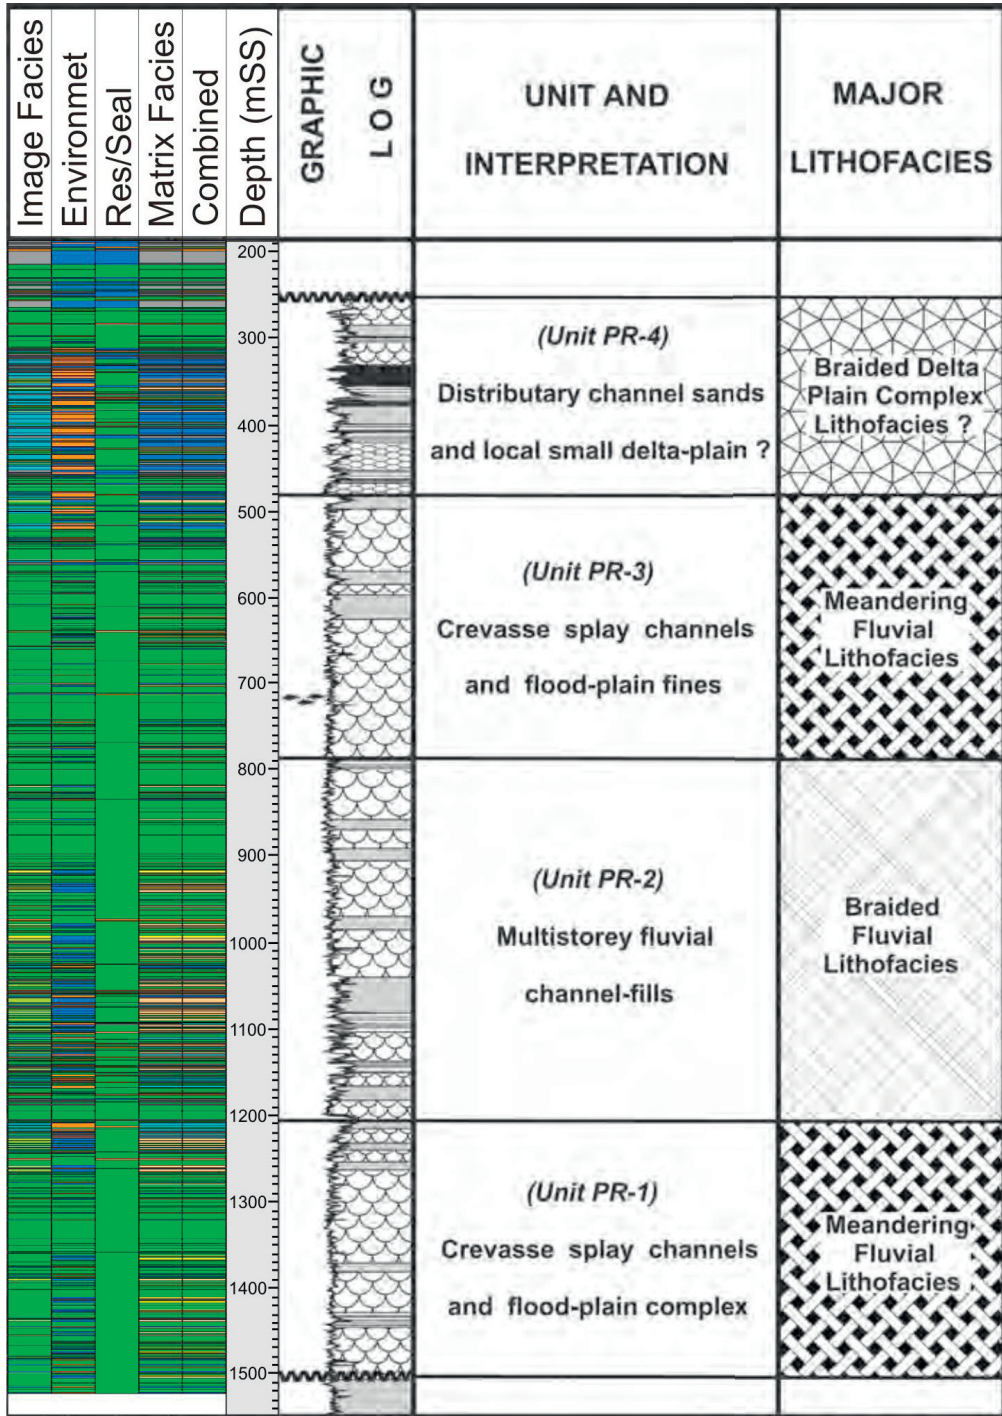 Image Facies
Environmet
Res/Seal
Matrix Facies
Combined
Depth (mSS)
GRAPHIC
LOG
UNIT AND
INTERPRETATION
MAJOR
LITHOFACIES
200
300
400
500
600
700
800
900
1000
1100
1200
1300
1400
1500
(Unit PR-4)
Distributary channel sands
and local small delta-plain ?
Braided Delta
Plain Complex
Lithofacies ?
(Unit PR-3)
Crevasse splay channels
and flood-plain fines
Meandering
Fluvial
Lithofacies
(Unit PR-2)
Multistorey fluvial
channel-fills
Braided
Fluvial
Lithofacies
(Unit PR-1)
Crevasse splay channels
and flood-plain complex
Meandering
Fluvial
Lithofacies